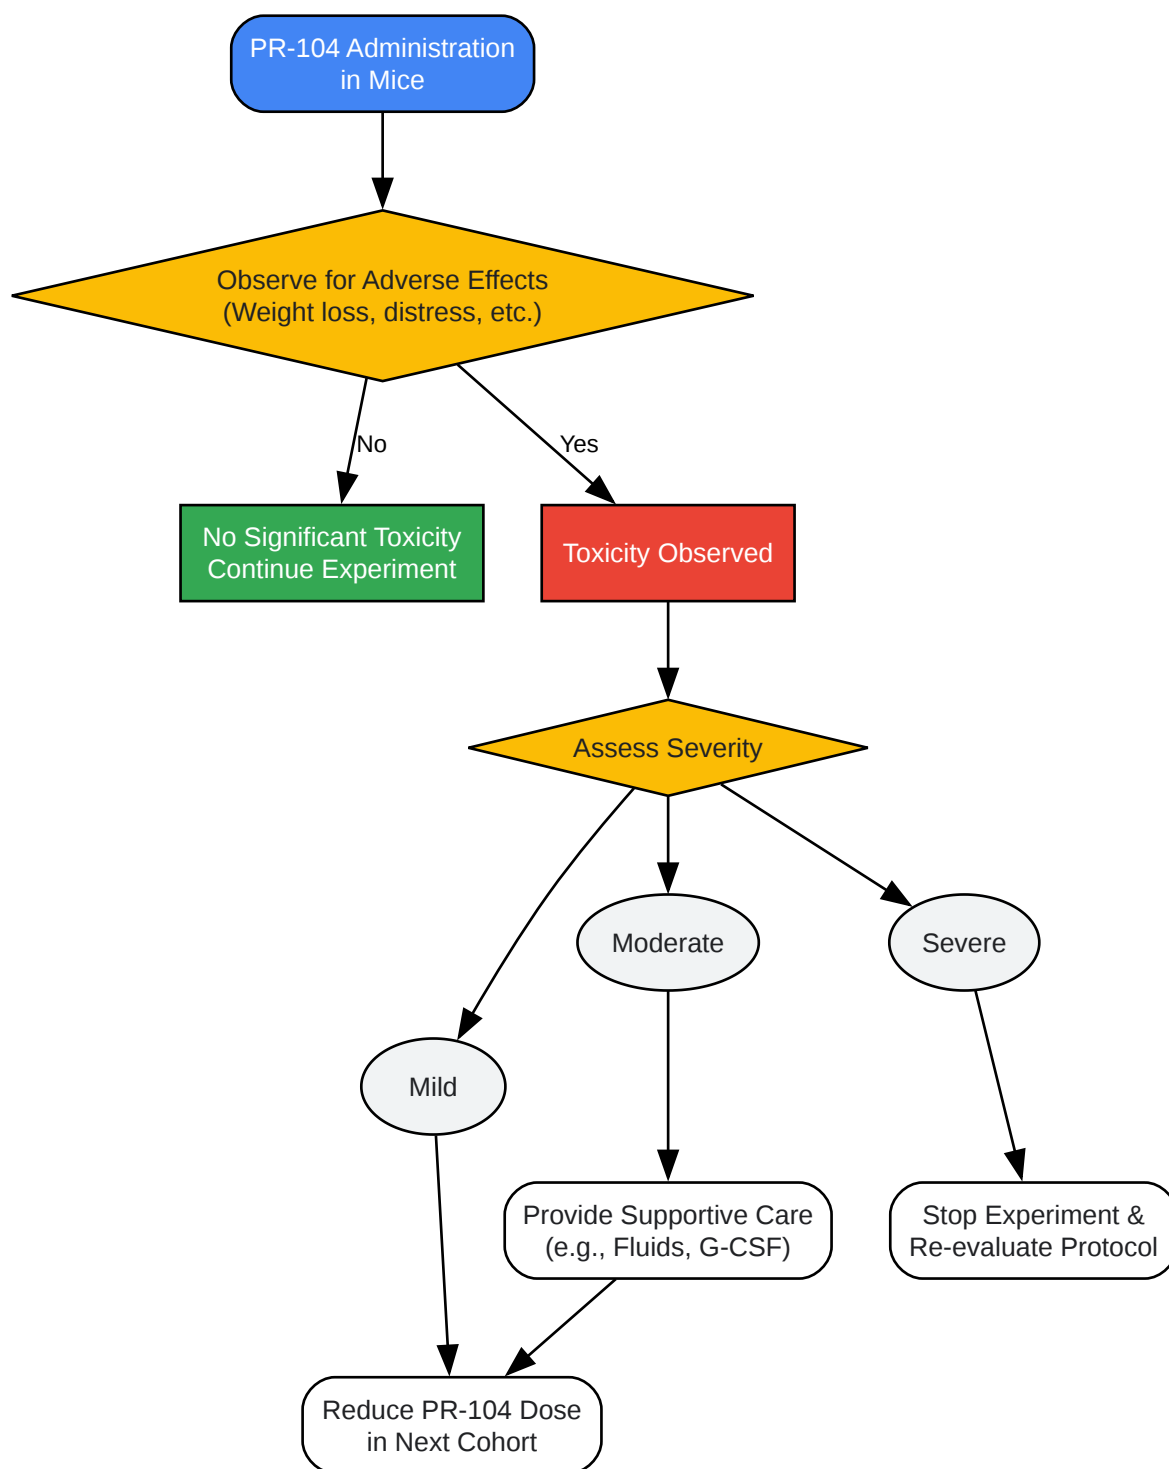 PR-104 Administration
in Mice
Observe for Adverse Effects
(Weight loss, distress, etc.)
No
Yes
No Significant Toxicity
Continue Experiment
Toxicity Observed
Assess Severity
Moderate
Severe
Mild
Provide Supportive Care
(e.g., Fluids, G-CSF)
Stop Experiment &
Re-evaluate Protocol
Reduce PR-104 Dose
in Next Cohort